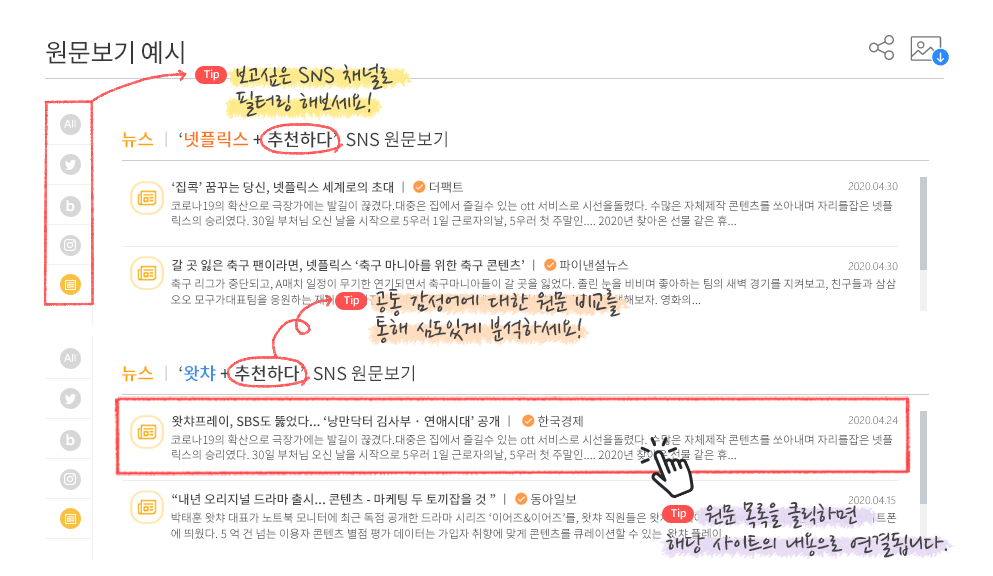 원문보기 예시
Tip 보고싶은 SNS 채널로
필터링 해보세요!
All
뉴스 | '넷플릭스 + 추천하다' SNS 원문보기
b
'집콕' 꿈꾸는 당신, 넷플릭스 세계로의 초대 | 더팩트 2020.04.30
코로나19의 확산으로 극장가에는 발길이 끊겼다.대중은 집에서 즐길수 있는 ott 서비스로 시선을돌렸다. 수많은 자체제작 콘텐츠를 쏘아내며 자리를잡은 넷플
릭스의 승리였다. 30일 부처님 오신 날을 시작으로 5우러 1일 근로자의날, 5우러 첫 주말인.... 2020년 찾아온 선물 같은 휴...
갈 곳 잃은 축구 팬이라면, 넷플릭스 '축구 마니아를 위한 축구 콘텐츠' | 파이낸셜뉴스 2020.04.30
축구 리그가 중단되고, A매치 일정이 무기한 연기되면서 축구마니아들이 갈 곳을 잃었다. 졸린 눈을 비비며 좋아하는 팀의 새벽 경기를 지켜보고, 친구들과 삼삼
오오 모구가대표팀을 응원하는 해보자. 영화의...
Tip 공통 감성어에 대한 원문 비교를
통해 심도있게 분석하세요!
All
뉴스 | '왓챠 + 추천하다' SNS 원문보기
b
왓챠프레이, SBS도 뚫었다... '낭만닥터 김사부 · 연애시대' 공개 | 한국경제 2020.04.24
코로나19의 확산으로 극장가에는 발길이 끊겼다.대중은 집에서 즐길수 있는 ott 서비스로 시선을돌렸다. 수많은 자체제작 콘텐츠를 쏘아내며 자리를잡은 넷플
릭스의 승리였다. 30일 부처님 오신 날을 시작으로 5우러 1일 근로자의날, 5우러 첫 주말인.... 2020년 찾아온 선물 같은 휴...
"내년 오리지널 드라마 출시... 콘텐츠 - 마케팅 두 토끼잡을 것 " | 동아일보 2020.04.15
박태훈 왓챠 대표가 노트북 모니터에 최근 독점 공개한 드라마 시리즈 '이어즈&이어즈'를, 왓챠 직원들은 트폰
에 띄웠다. 5 억 건 넘는 이용자 콘텐츠 별점 평가 데이터는 가입자 취향에 맞게 콘텐츠를 큐레이션할 수 있는 왓챠 플레이
Tip 원문 목록을 클릭하면
해당 사이트의 내용으로 연결됩니다.